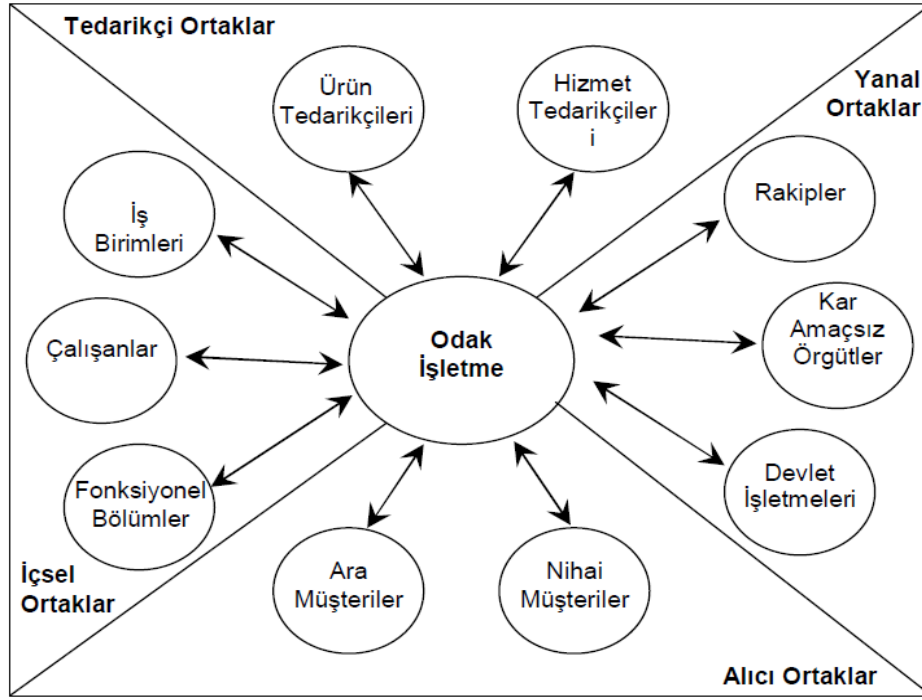 Tedarikçi Ortaklar
Ürün
Tedarikçileri
Hizmet
Tedarikçiler
i
Yanal
Ortaklar
İş
Birimleri
Rakipler
Çalışanlar
Odak
İşletme
Kar
Amaçsız
Örgütler
Fonksiyonel
Bölümler
Devlet
İşletmeleri
İçsel
Ortaklar
Ara
Müşteriler
Nihai
Müşteriler
Alıcı Ortaklar